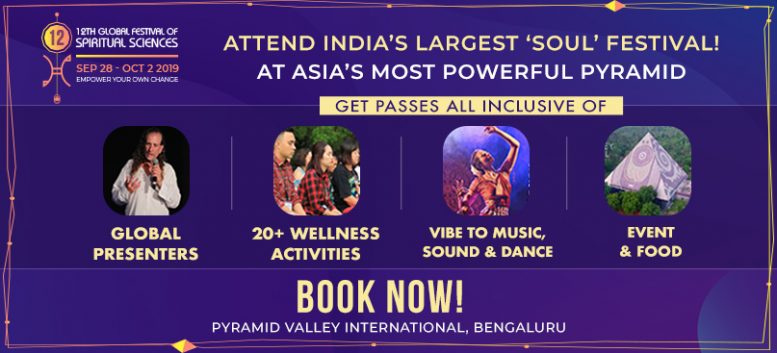 12
12TH GLOBAL FESTIVAL OF
SPIRITUAL SCIENCES
SEP 28 - OCT 2 2019
EMPOWER YOUR OWN CHANGE
ATTEND INDIA'S LARGEST ‘SOUL’ FESTIVAL!
AT ASIA'S MOST POWERFUL PYRAMID
GET PASSES ALL INCLUSIVE OF
GLOBAL
PRESENTERS
20+ WELLNESS
ACTIVITIES
VIBE TO MUSIC,
SOUND & DANCE
EVENT
& FOOD
BOOK NOW!
PYRAMID VALLEY INTERNATIONAL, BENGALURU